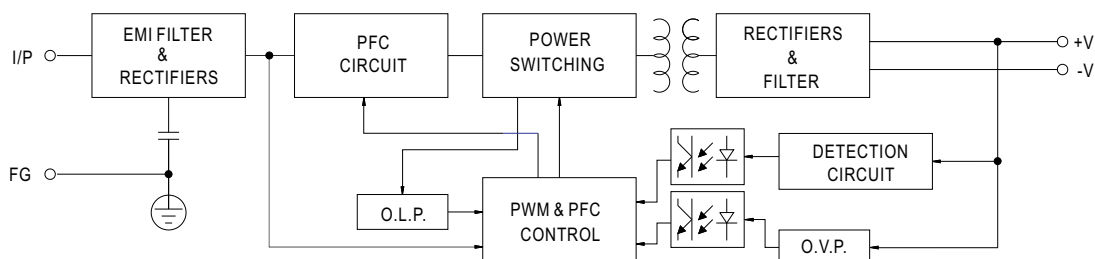 EMI FILTER
&
RECTIFIERS
PFC
CIRCUIT
POWER
SWITCHING
RECTIFIERS
&
FILTER
I/P
+V
-V
FG
DETECTION
CIRCUIT
O.L.P.
PWM & PFC
CONTROL
O.V.P.